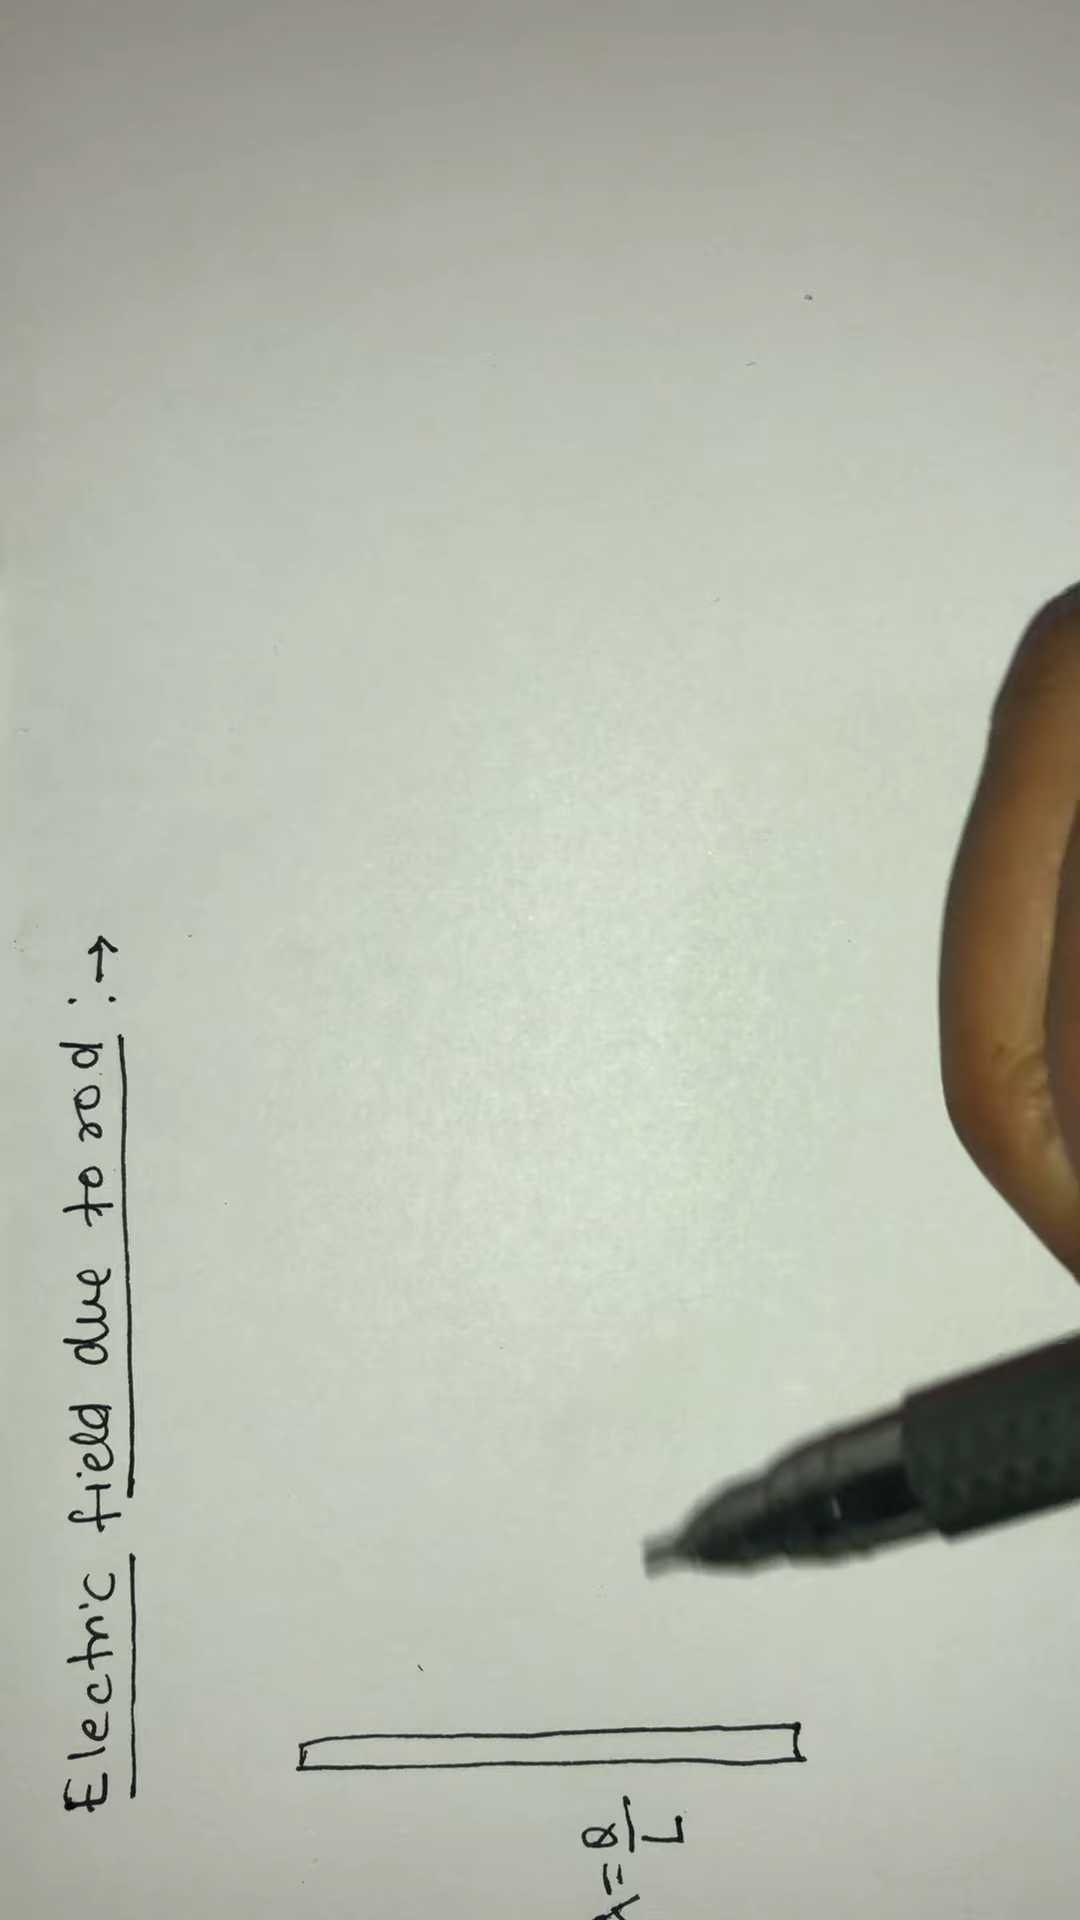 Electric field due to rod :→
λ = Q/L